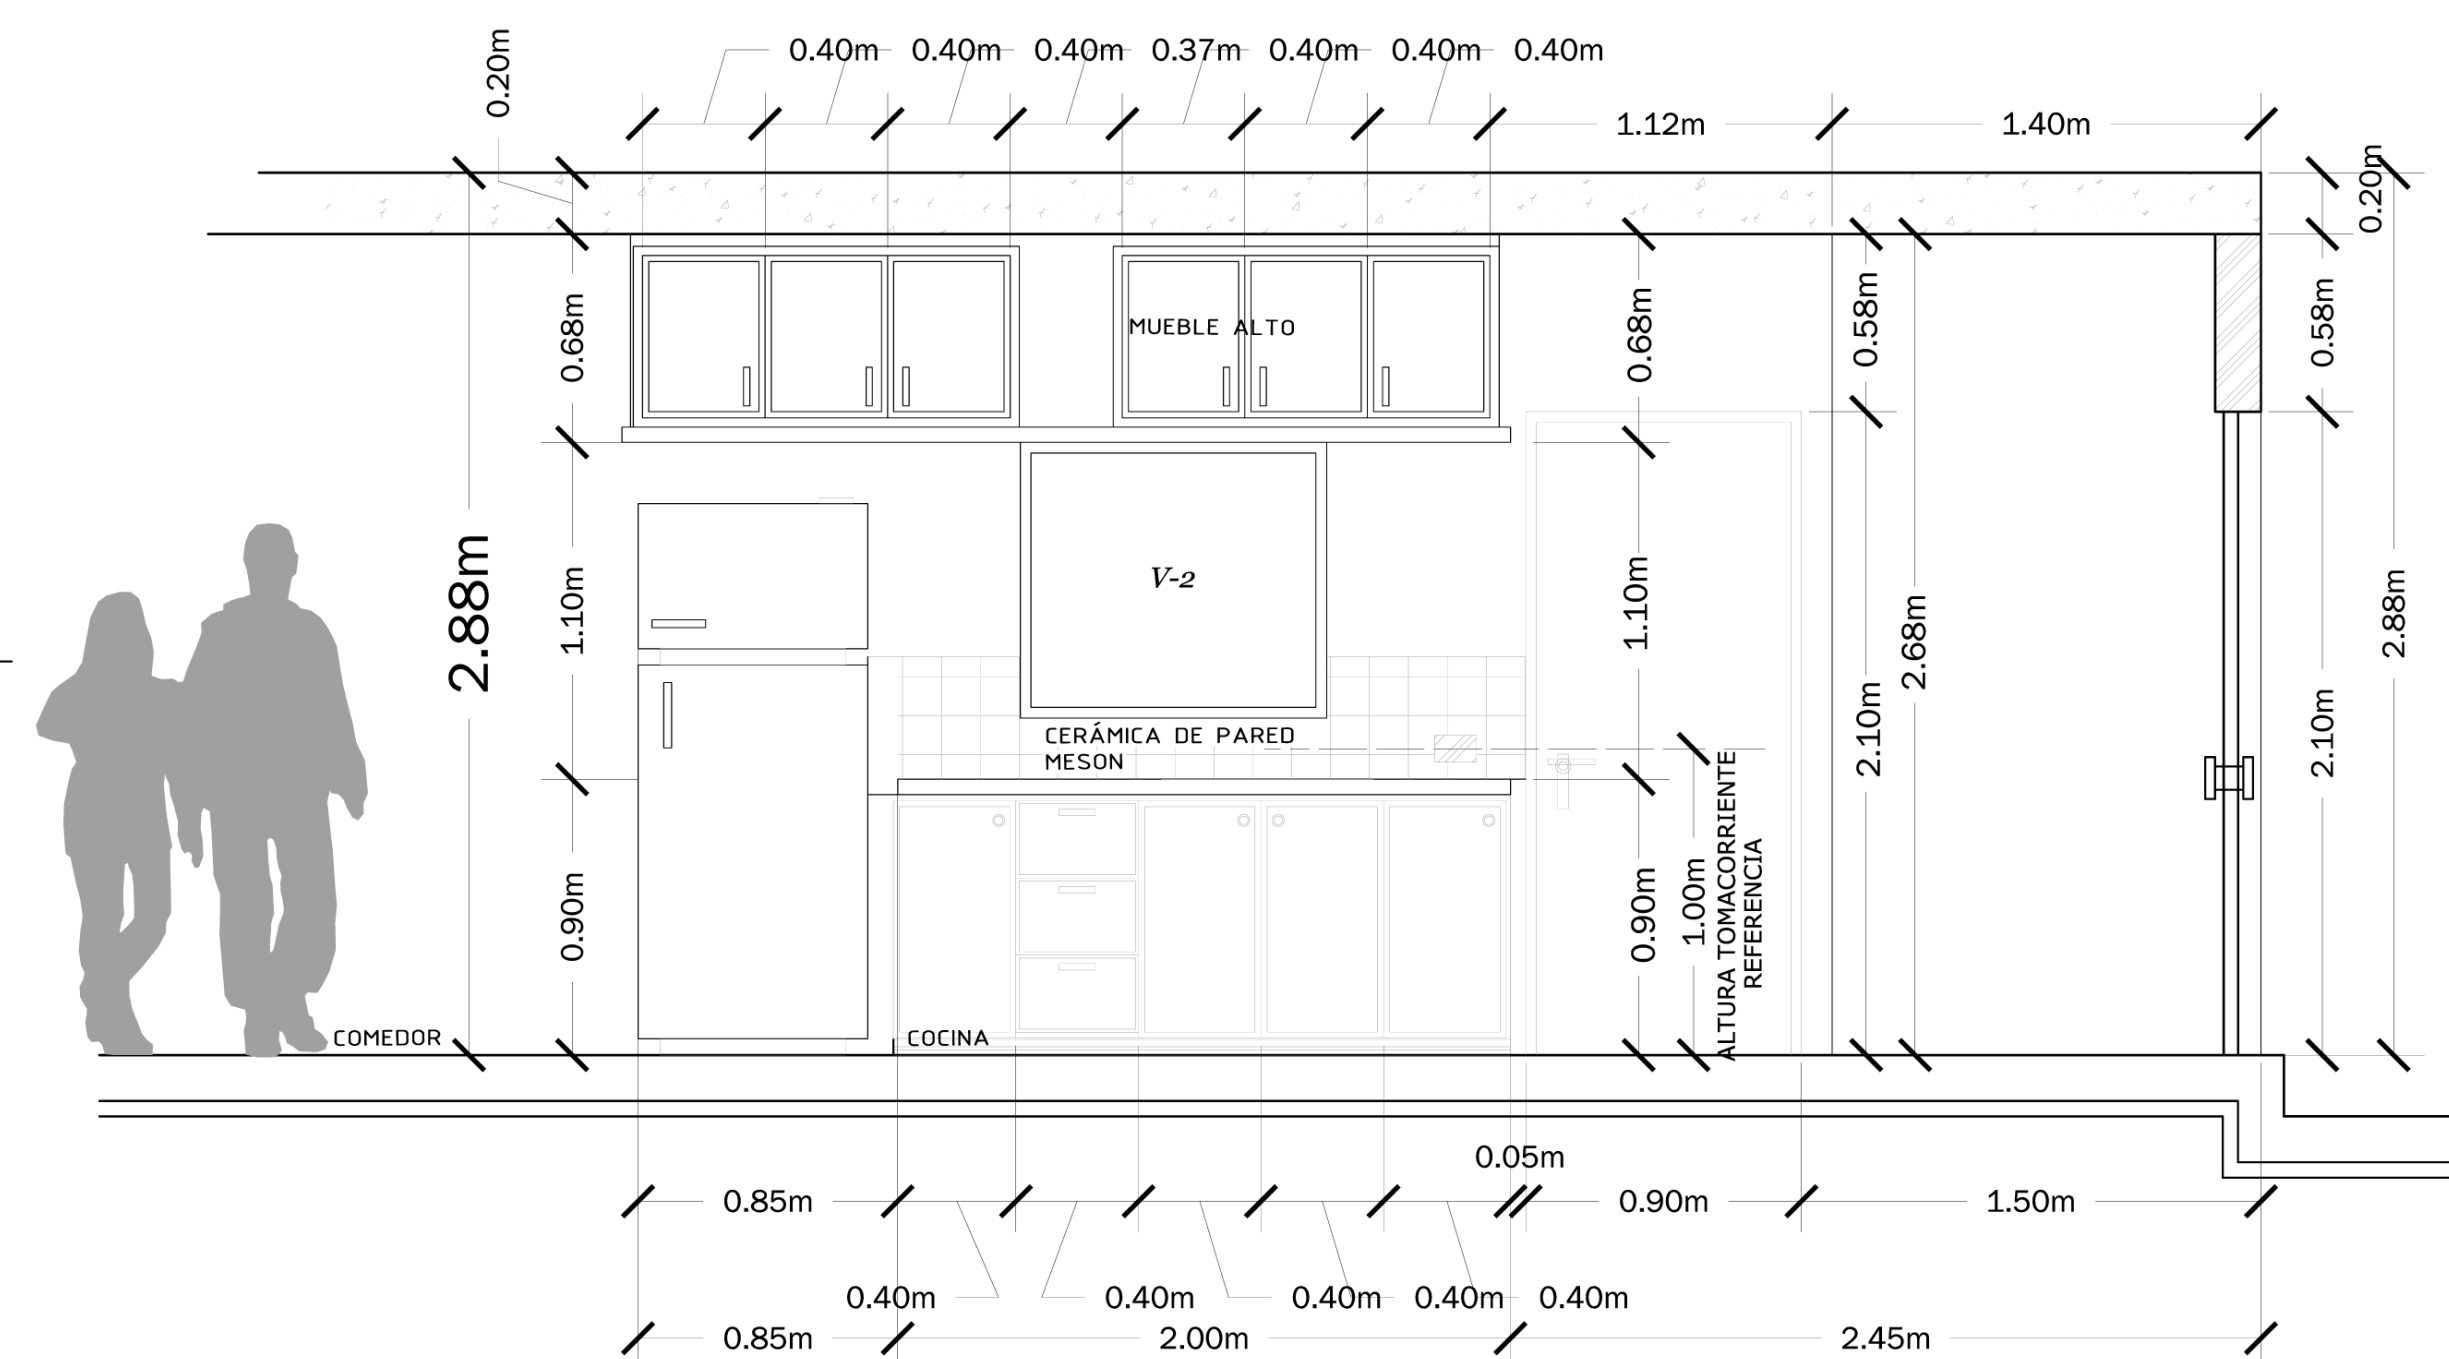 0.20m
0.40m 0.40m 0.40m 0.37m 0.40m 0.40m 0.40m
1.12m
1.40m
0.20m
0.68m
MUEBLE ALTO
0.68m
0.58m
0.58m
2.88m
1.10m
V-2
1.10m
2.68m
2.88m
2.10m
2.10m
CERÁMICA DE PARED
MESON
0.90m
0.90m
1.00m
ALTURA TOMACORRIENTE
REFERENCIA
COMEDOR
COCINA
0.05m
0.85m
0.90m
1.50m
0.40m 0.40m 0.40m 0.40m 0.40m
0.85m
2.00m
2.45m